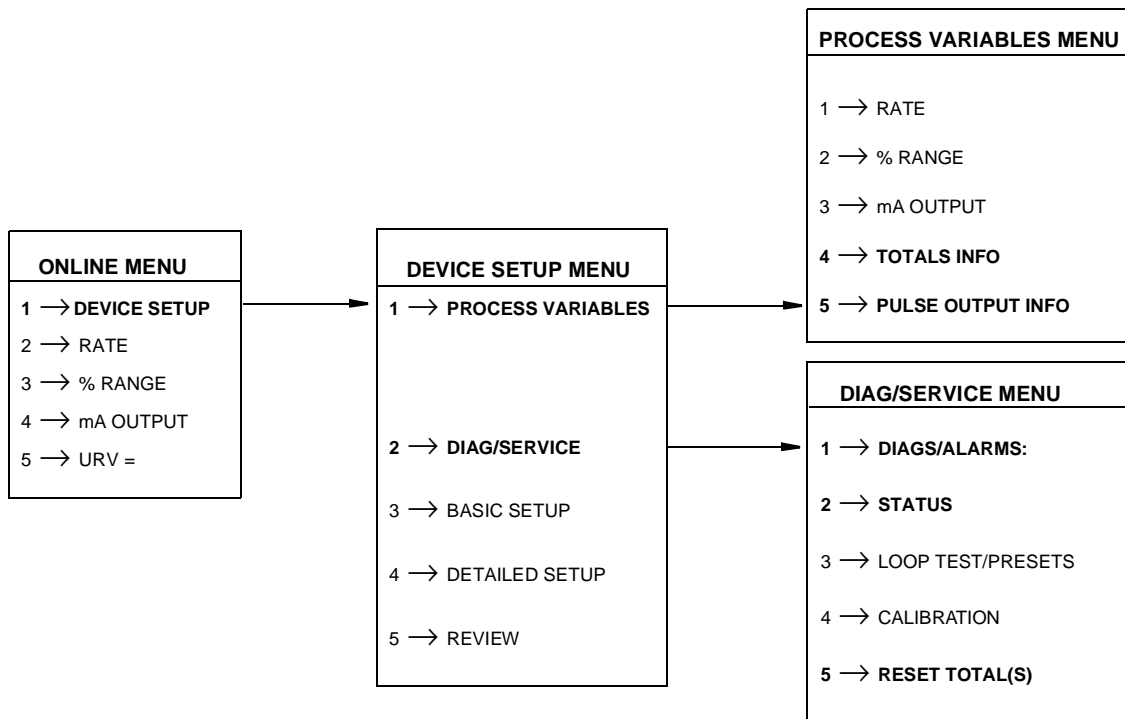 ONLINE MENU
1 → DEVICE SETUP
2 → RATE
3 → % RANGE
4 → mA OUTPUT
5 → URV =
DEVICE SETUP MENU
1 → PROCESS VARIABLES
2 → DIAG/SERVICE
3 → BASIC SETUP
4 → DETAILED SETUP
5 → REVIEW
PROCESS VARIABLES MENU
1 → RATE
2 → % RANGE
3 → mA OUTPUT
4 → TOTALS INFO
5 → PULSE OUTPUT INFO
DIAG/SERVICE MENU
1 → DIAGS/ALARMS:
2 → STATUS
3 → LOOP TEST/PRESETS
4 → CALIBRATION
5 → RESET TOTAL(S)